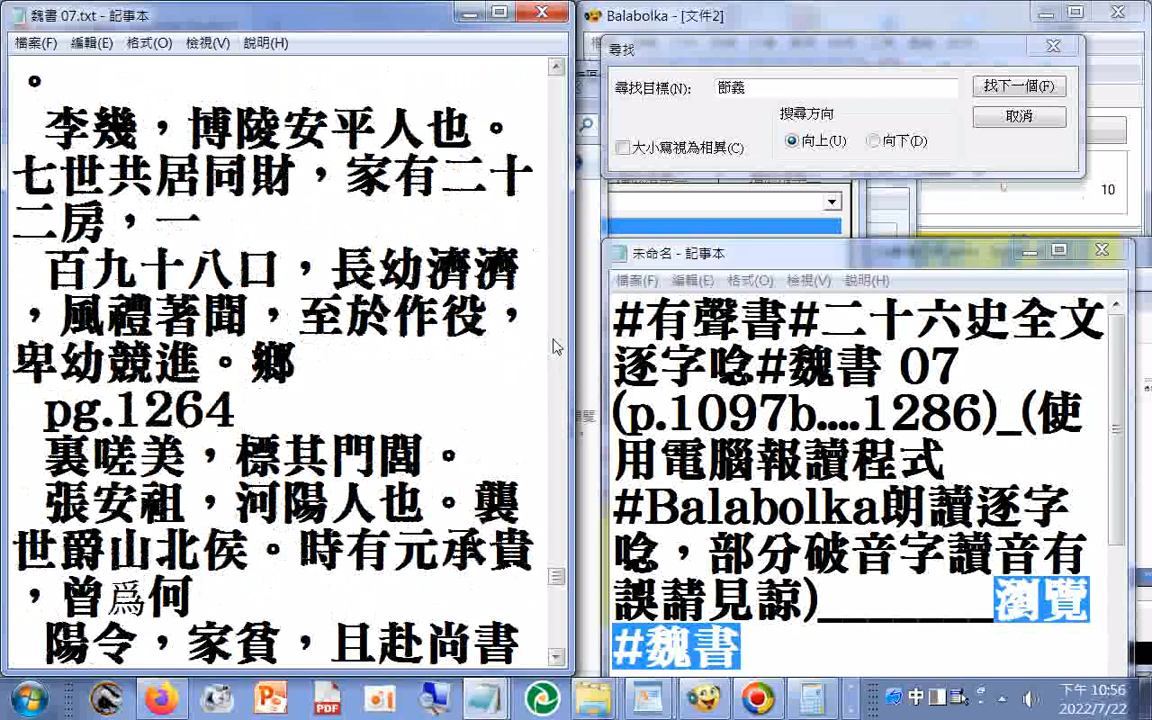 魏書 07.txt - 記事本
檔案(F) 編輯(E) 格式(O) 檢視(V) 說明(H)
。
李幾，博陵安平人也。
七世共居同財，家有二十
二房，一
百九十八口，長幼濟濟
，風禮著聞，至於作役，
卑幼競進。鄉
pg.1264
裏嗟美，標其門閭。
張安祖，河陽人也。襲
世爵山北侯。時有元承貴
，曾爲何
陽令，家貧，且赴尚書
Balabolka - [文件2]
尋找
尋找目標(N): 節義
找下一個(F)
搜尋方向
取消
大小寫視為相異(C)
向上(U) 向下(D)
10
未命名 - 記事本
檔案(F) 編輯(E) 格式(O) 檢視(V) 說明(H)
#有聲書#二十六史全文
逐字唸#魏書 07
(p.1097b....1286)_(使
用電腦報讀程式
#Balabolka朗讀逐字
唸，部分破音字讀音有
誤請見諒)________瀏覽
#魏書
PDF
中
下午 10:56
2022/7/22